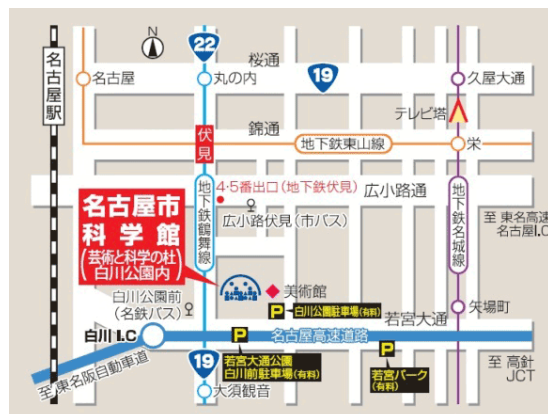 N
22
名古屋駅
名古屋
丸の内
桜通
19
久屋大通
テレビ塔
伏見
錦通
地下鉄東山線
栄
4・5番出口(地下鉄伏見)
広小路通
広小路伏見(市バス)
地下鉄鶴舞線
地下鉄名城線
至 東名高速
名古屋I.C
名古屋市
科学館
(芸術と科学の杜
白川公園内)
白川公園前
(名鉄バス)
美術館
P 白川公園駐車場(有料)
若宮大通
矢場町
白川 I.C
名古屋高速道路
P
若宮大通公園
白川前駐車場(有料)
P
若宮パーク
(有料)
至 高針
JCT
至 東名阪自動車道
19
大須観音